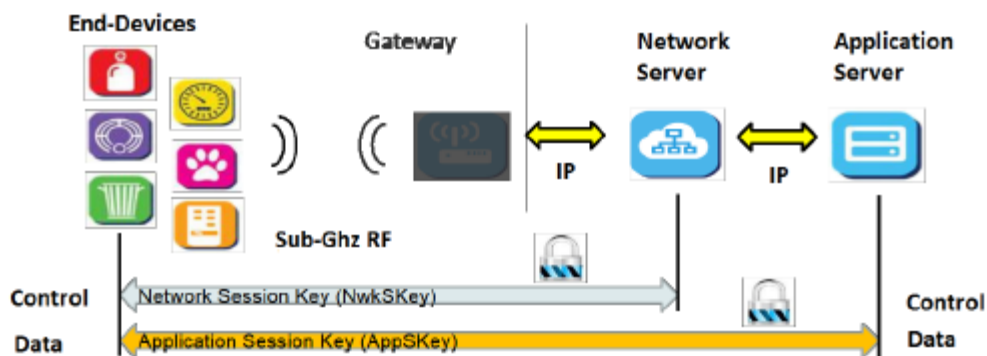 End-Devices
Gateway
Network
Server
Application
Server
IP
IP
Sub-Ghz RF
Control
Network Session Key (NwkSKey)
Control
Data
Application Session Key (AppSKey)
Data